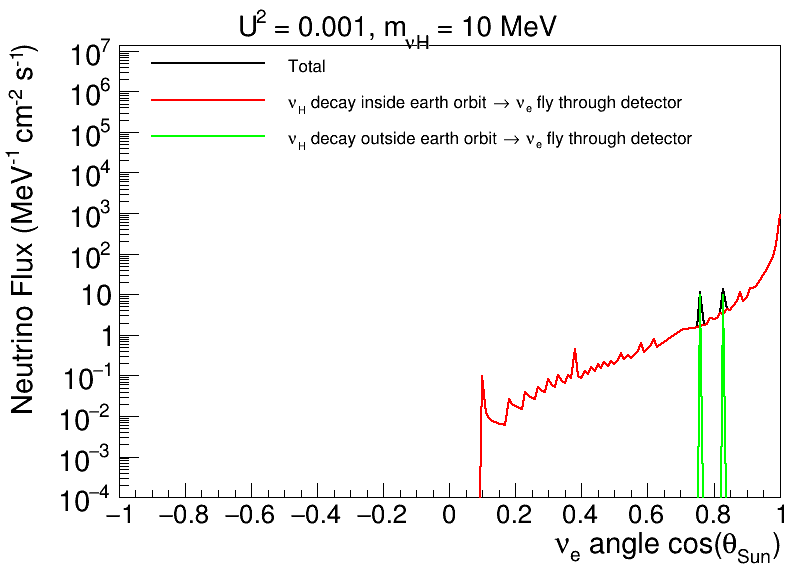 U² = 0.001, m_νH = 10 MeV
Total
ν_H decay inside earth orbit → ν_e fly through detector
ν_H decay outside earth orbit → ν_e fly through detector
Neutrino Flux (MeV⁻¹ cm⁻² s⁻¹)
10⁷
10⁶
10⁵
10⁴
10³
10²
10
1
10⁻¹
10⁻²
10⁻³
10⁻⁴
−1 −0.8 −0.6 −0.4 −0.2 0 0.2 0.4 0.6 0.8 1
ν_e angle cos(θ_Sun)